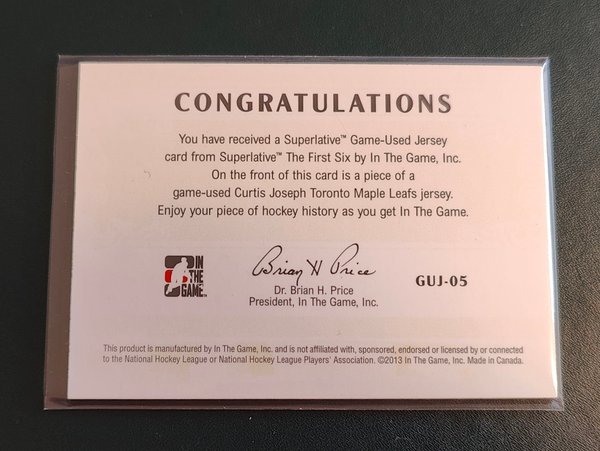 CONGRATULATIONS
You have received a Superlative™ Game-Used Jersey
card from Superlative™ The First Six by In The Game, Inc.
On the front of this card is a piece of a
game-used Curtis Joseph Toronto Maple Leafs jersey.
Enjoy your piece of hockey history as you get In The Game.
IN
THE
GAME™
Brian H Price
Dr. Brian H. Price
President, In The Game, Inc.
GUJ-05
This product is manufactured by In The Game, Inc. and is not affiliated with, sponsored, endorsed or licensed by or connected
to the National Hockey League or National Hockey League Players' Association. ©2013 In The Game, Inc. Made in Canada.